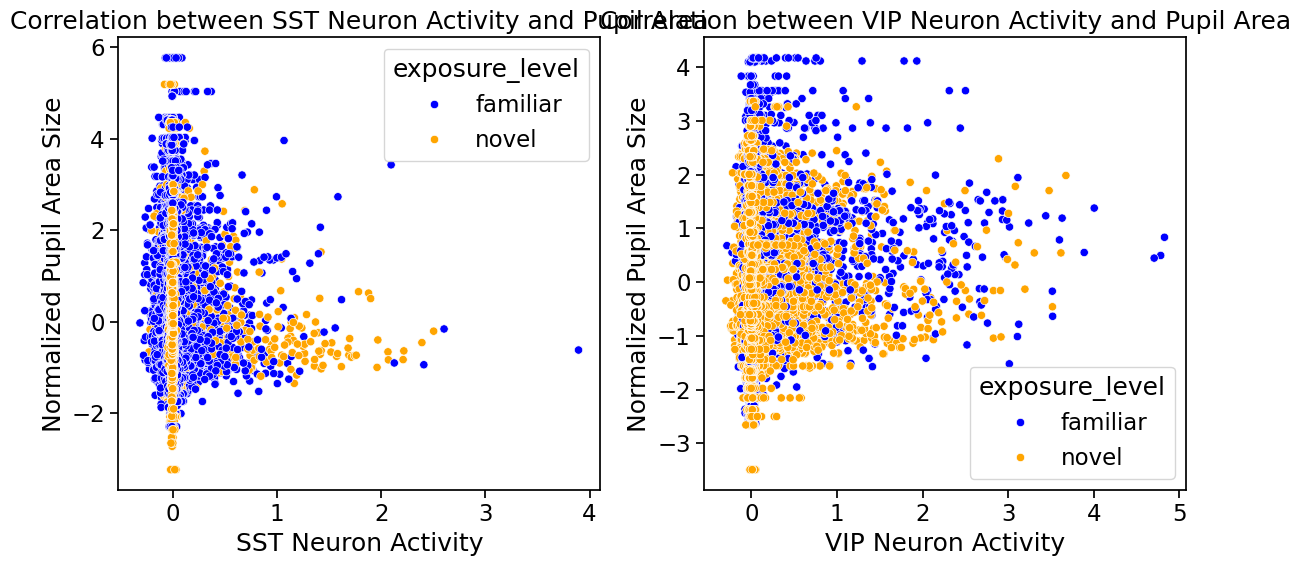 Correlation between SST Neuron Activity and Pupil Area
Correlation between VIP Neuron Activity and Pupil Area
Normalized Pupil Area Size
6
4
2
0
−2
exposure_level
familiar
novel
0 1 2 3 4
SST Neuron Activity
Normalized Pupil Area Size
4
3
2
1
0
−1
−2
−3
exposure_level
familiar
novel
0 1 2 3 4 5
VIP Neuron Activity